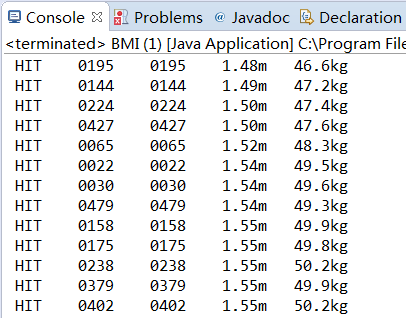 Console Problems @ Javadoc Declaration
<terminated> BMI (1) [Java Application] C:\Program File
HIT 0195 0195 1.48m 46.6kg
HIT 0144 0144 1.49m 47.2kg
HIT 0224 0224 1.50m 47.4kg
HIT 0427 0427 1.50m 47.6kg
HIT 0065 0065 1.52m 48.3kg
HIT 0022 0022 1.54m 49.5kg
HIT 0030 0030 1.54m 49.6kg
HIT 0479 0479 1.54m 49.3kg
HIT 0158 0158 1.55m 49.9kg
HIT 0175 0175 1.55m 49.8kg
HIT 0238 0238 1.55m 50.2kg
HIT 0379 0379 1.55m 49.9kg
HIT 0402 0402 1.55m 50.2kg